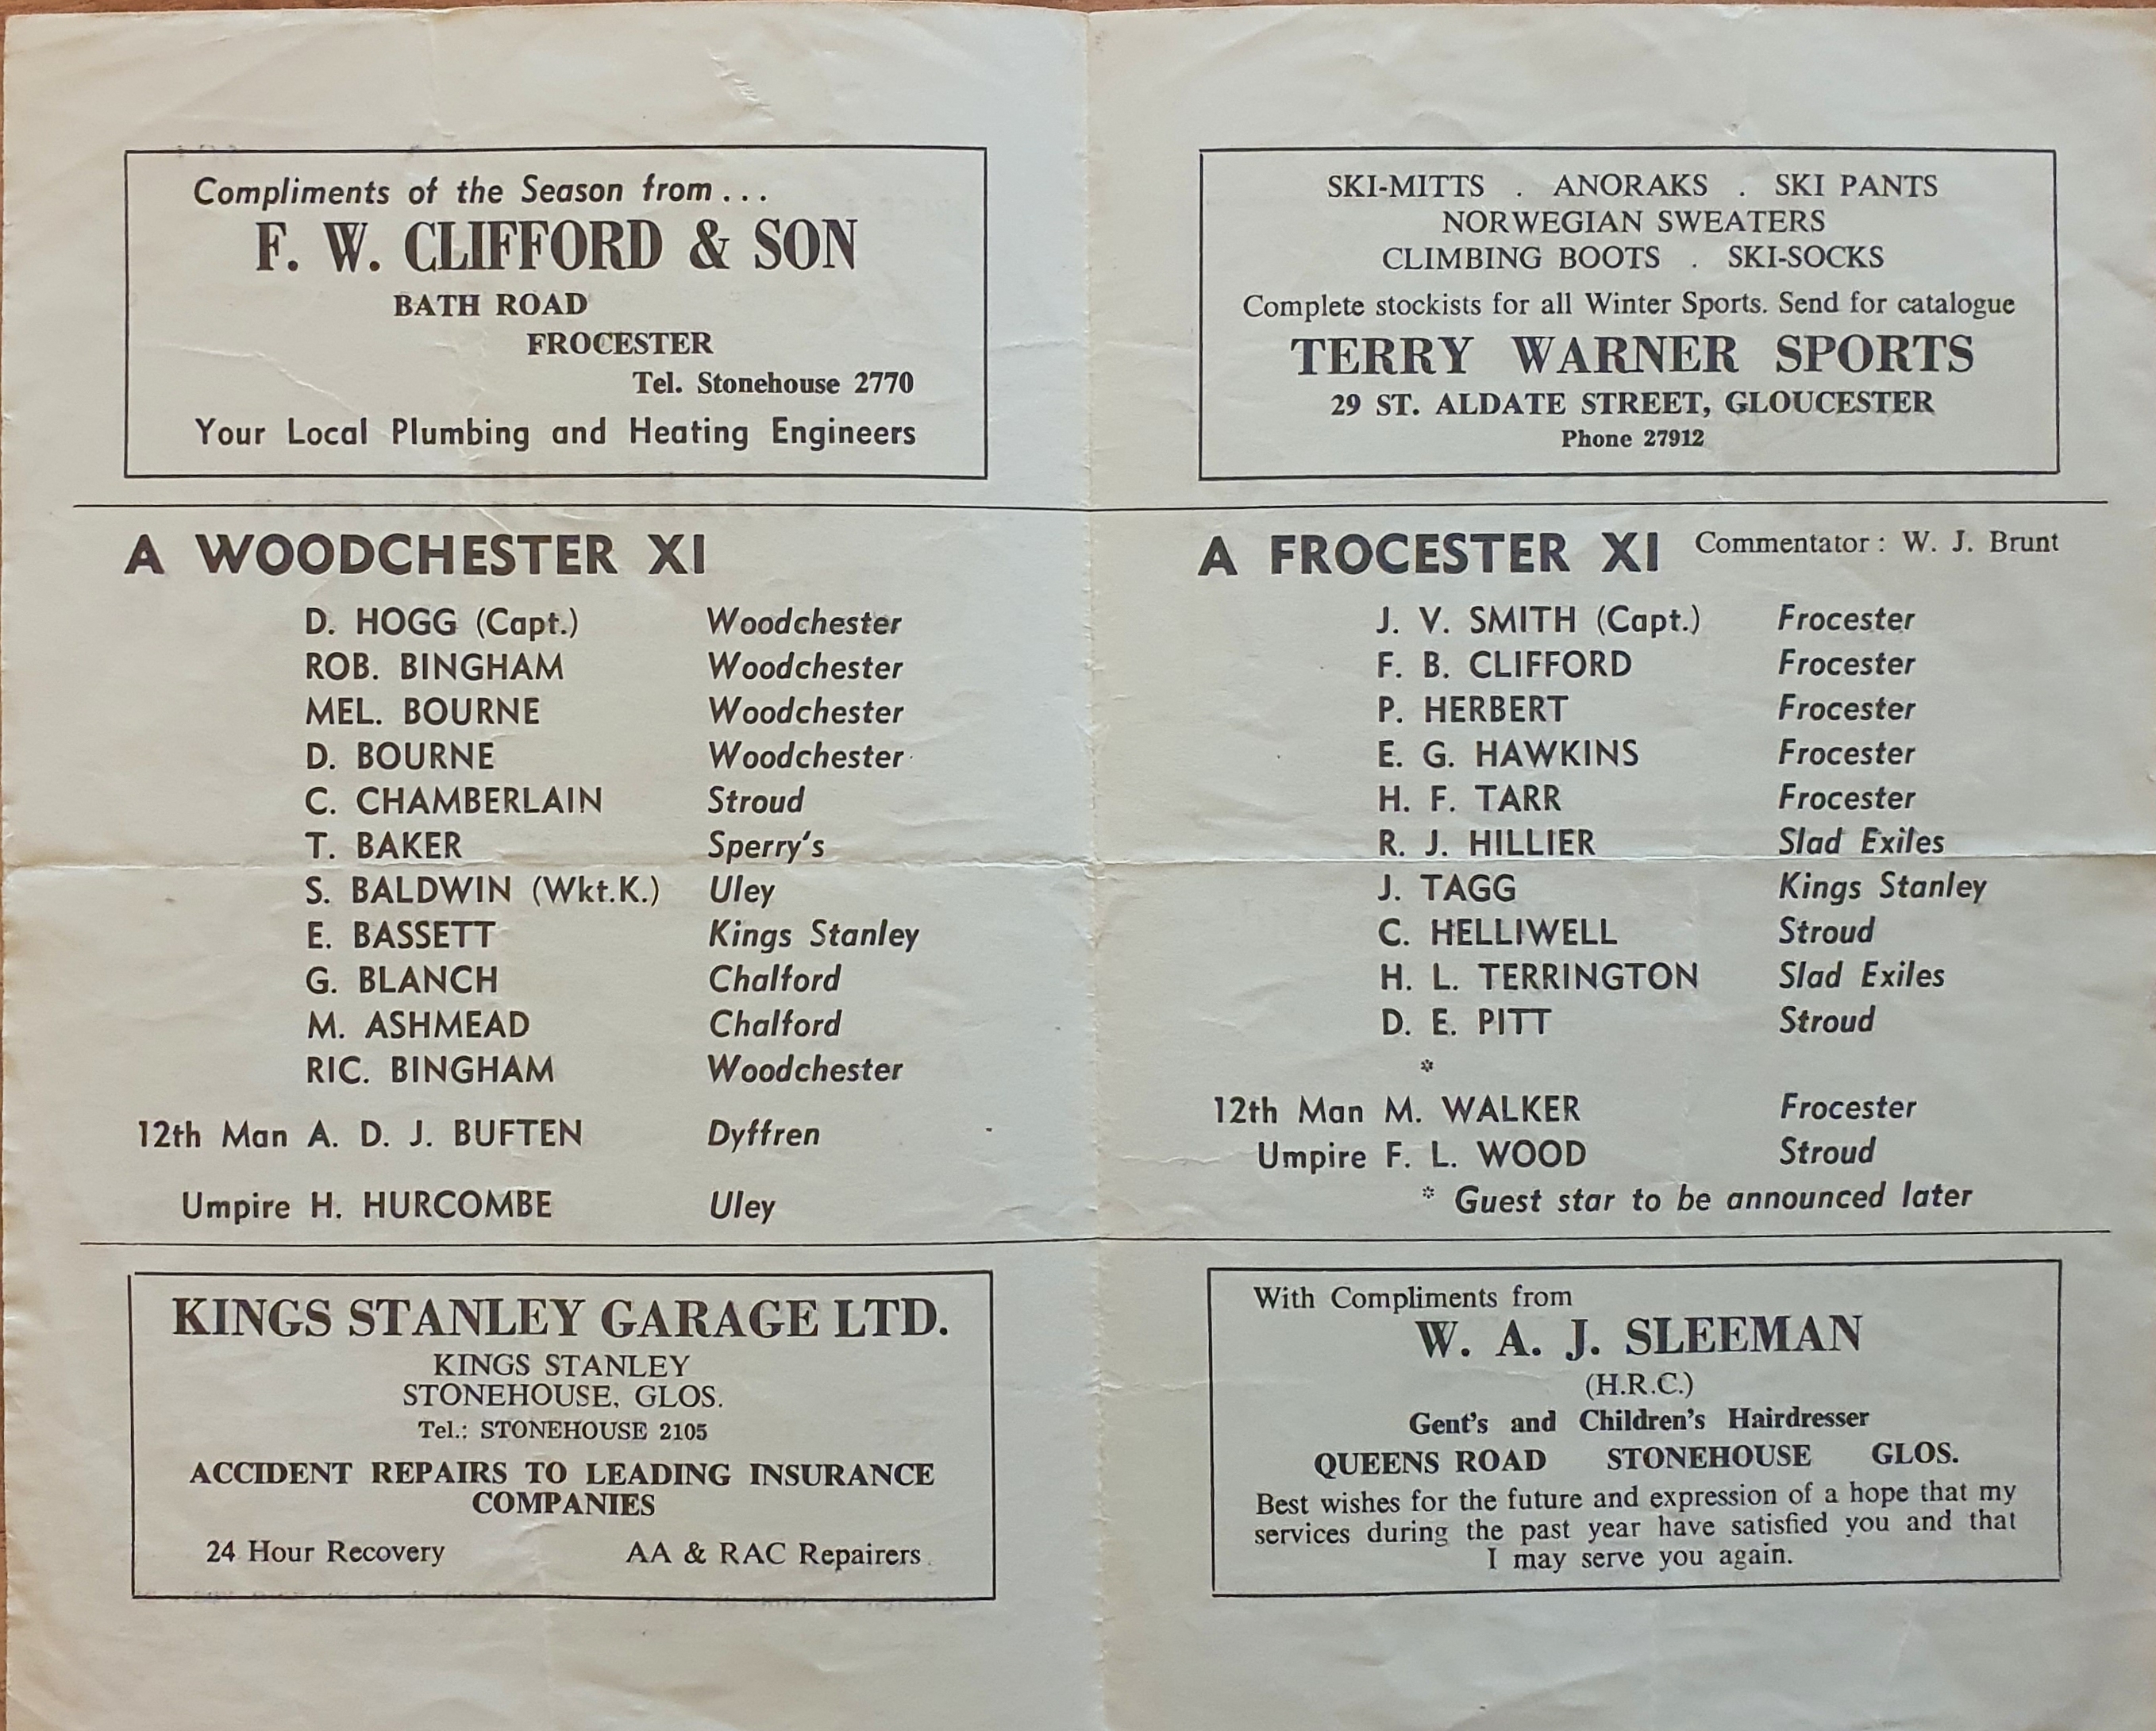 Compliments of the Season from . . .
F. W. CLIFFORD & SON
BATH ROAD
FROCESTER
Tel. Stonehouse 2770
Your Local Plumbing and Heating Engineers
A WOODCHESTER XI
D. HOGG (Capt.) Woodchester
ROB. BINGHAM Woodchester
MEL. BOURNE Woodchester
D. BOURNE Woodchester
C. CHAMBERLAIN Stroud
T. BAKER Sperry's
S. BALDWIN (Wkt.K.) Uley
E. BASSETT Kings Stanley
G. BLANCH Chalford
M. ASHMEAD Chalford
RIC. BINGHAM Woodchester
12th Man A. D. J. BUFTEN Dyffren
Umpire H. HURCOMBE Uley
KINGS STANLEY GARAGE LTD.
KINGS STANLEY
STONEHOUSE, GLOS.
Tel.: STONEHOUSE 2105
ACCIDENT REPAIRS TO LEADING INSURANCE
COMPANIES
24 Hour Recovery AA & RAC Repairers
SKI-MITTS . ANORAKS . SKI PANTS
NORWEGIAN SWEATERS
CLIMBING BOOTS . SKI-SOCKS
Complete stockists for all Winter Sports. Send for catalogue
TERRY WARNER SPORTS
29 ST. ALDATE STREET, GLOUCESTER
Phone 27912
A FROCESTER XI Commentator : W. J. Brunt
J. V. SMITH (Capt.) Frocester
F. B. CLIFFORD Frocester
P. HERBERT Frocester
E. G. HAWKINS Frocester
H. F. TARR Frocester
R. J. HILLIER Slad Exiles
J. TAGG Kings Stanley
C. HELLIWELL Stroud
H. L. TERRINGTON Slad Exiles
D. E. PITT Stroud
*
12th Man M. WALKER Frocester
Umpire F. L. WOOD Stroud
* Guest star to be announced later
With Compliments from
W. A. J. SLEEMAN
(H.R.C.)
Gent's and Children's Hairdresser
QUEENS ROAD STONEHOUSE GLOS.
Best wishes for the future and expression of a hope that my
services during the past year have satisfied you and that
I may serve you again.